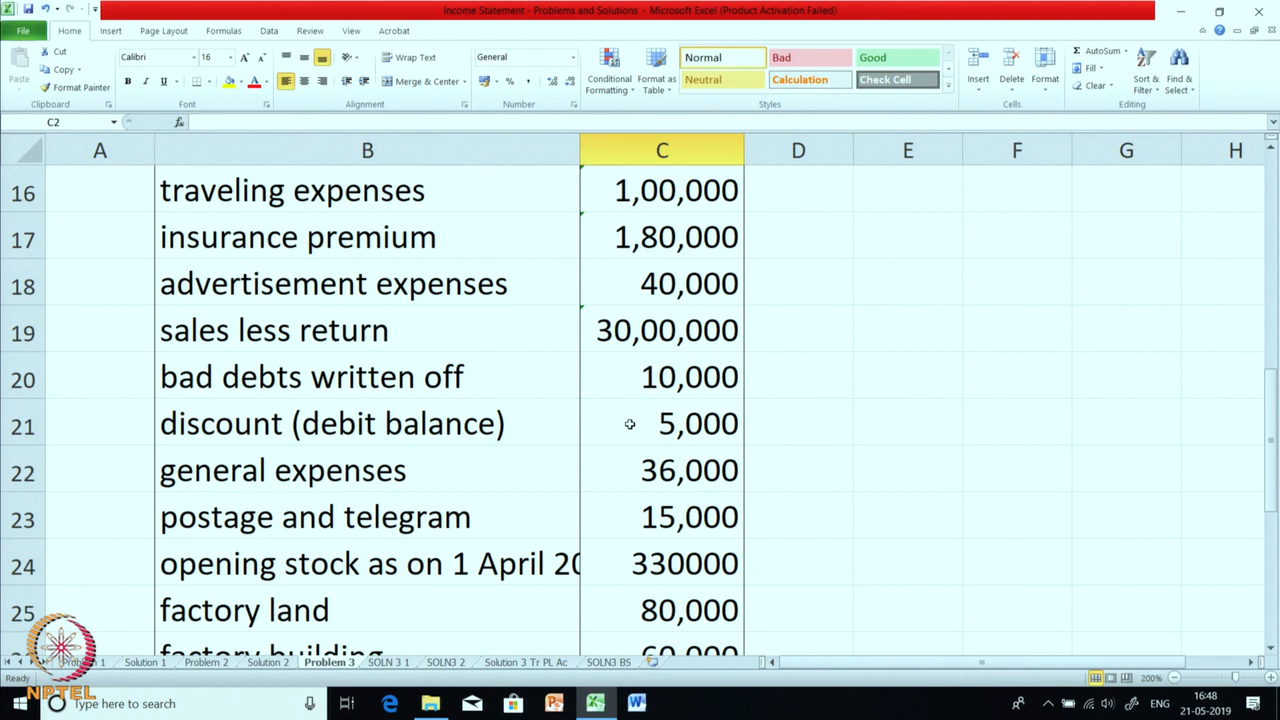 Income Statement - Problems and Solutions - Microsoft Excel (Product Activation Failed)
File Home Insert Page Layout Formulas Data Review View Acrobat
Paste Cut Copy Format Painter Clipboard
Calibri 16 A A B I U A Font
Wrap Text Merge & Center Alignment
General % , Number
Conditional Formatting Format as Table
Normal Bad Good
Neutral Calculation Check Cell
Styles
Insert Delete Format Cells
AutoSum Fill Clear Sort & Filter Find & Select Editing
C2 fx
A B C D E F G H
16 traveling expenses 1,00,000
17 insurance premium 1,80,000
18 advertisement expenses 40,000
19 sales less return 30,00,000
20 bad debts written off 10,000
21 discount (debit balance) 5,000
22 general expenses 36,000
23 postage and telegram 15,000
24 opening stock as on 1 April 20 330000
25 factory land 80,000
factory building 60,000
1 Solution 1 Problem 2 Solution 2 Problem 3 SOLN 3 1 SOLN3 2 Solution 3 Tr PL Ac SOLN3 BS
Ready 200%
NPTEL
Type here to search
ENG 16:48
21-05-2019